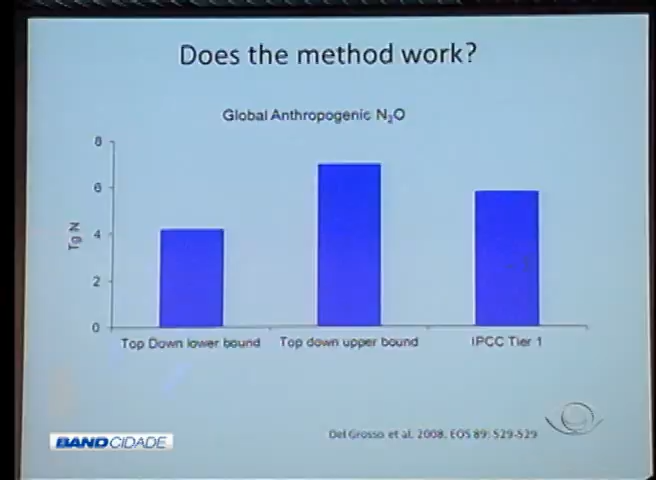 Does the method work?
Global Anthropogenic N₂O
8
6
4
2
0
Tg N
Top Down lower bound
Top down upper bound
IPCC Tier 1
Del Grosso et al. 2008. EOS 89: 529-529
BAND CIDADE